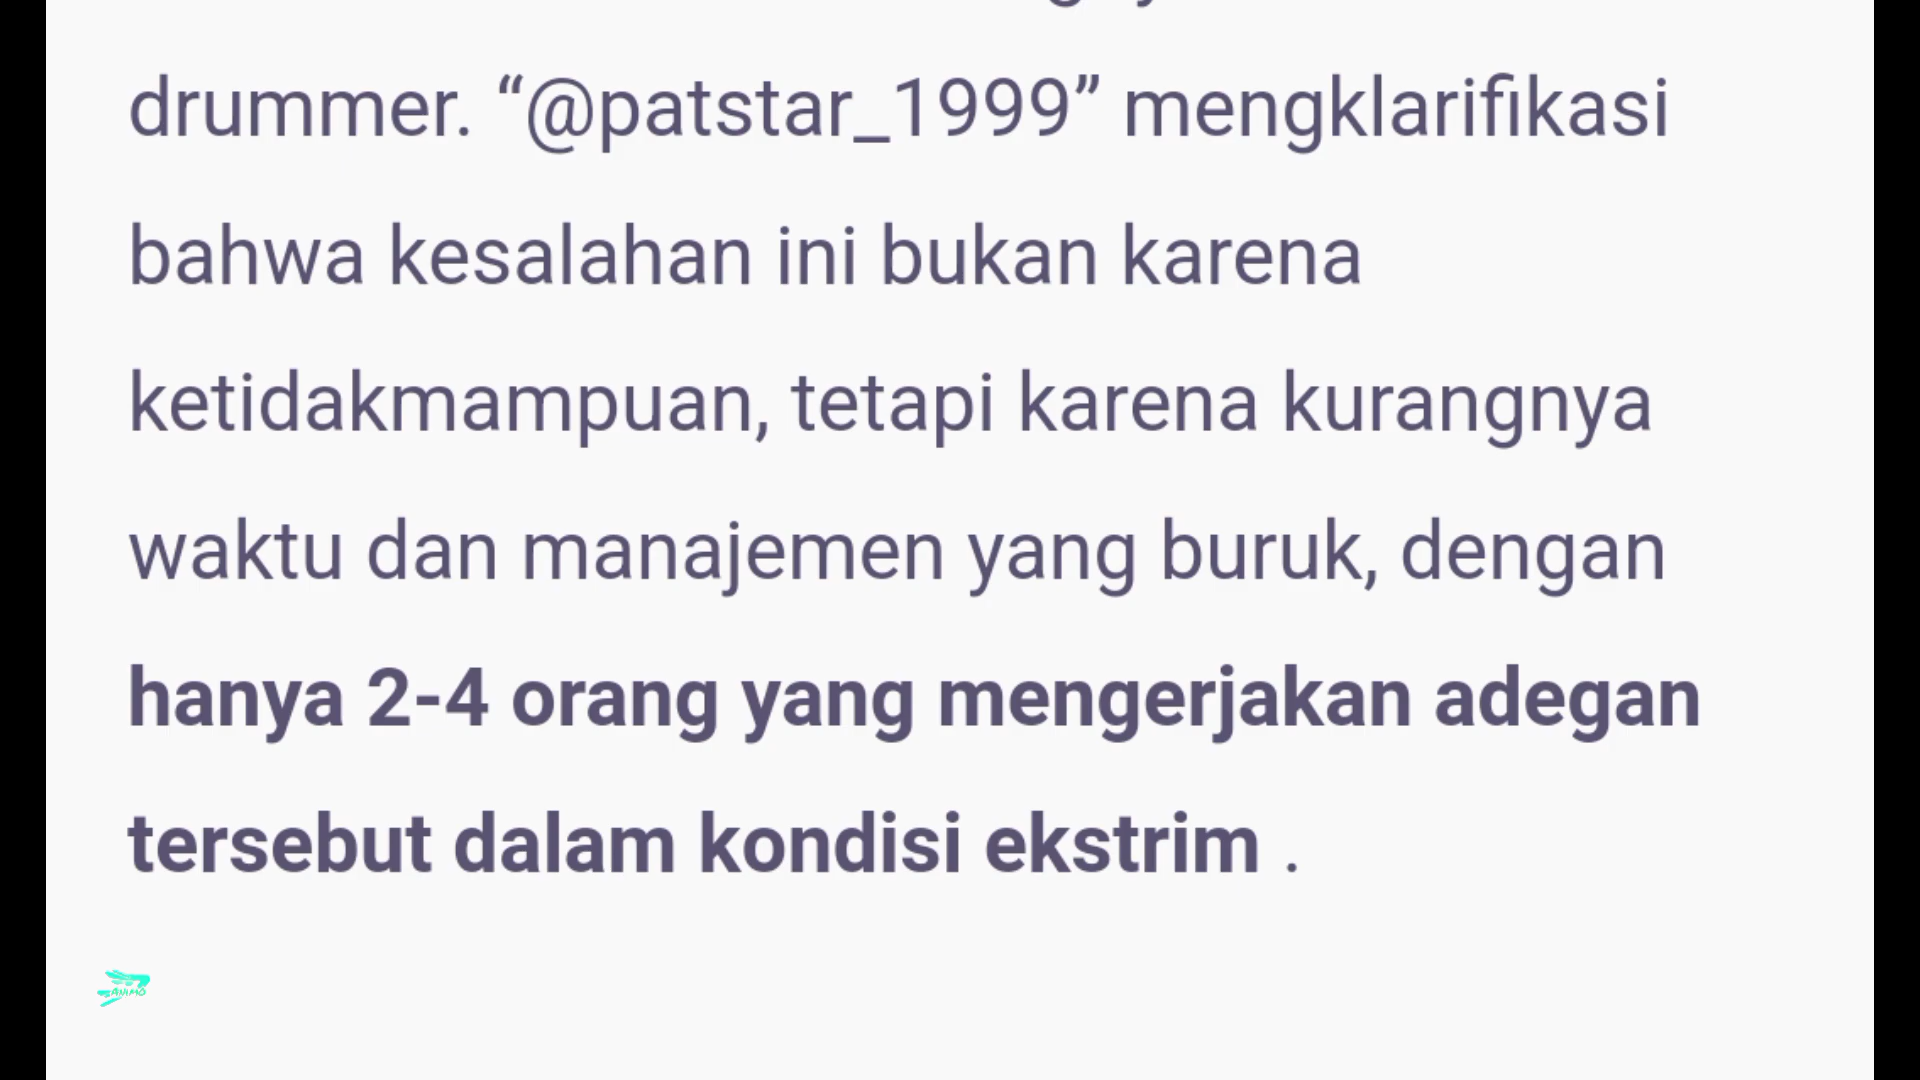 drummer. “@patstar_1999” mengklarifikasi
bahwa kesalahan ini bukan karena
ketidakmampuan, tetapi karena kurangnya
waktu dan manajemen yang buruk, dengan
hanya 2-4 orang yang mengerjakan adegan
tersebut dalam kondisi ekstrim .
ANIMO